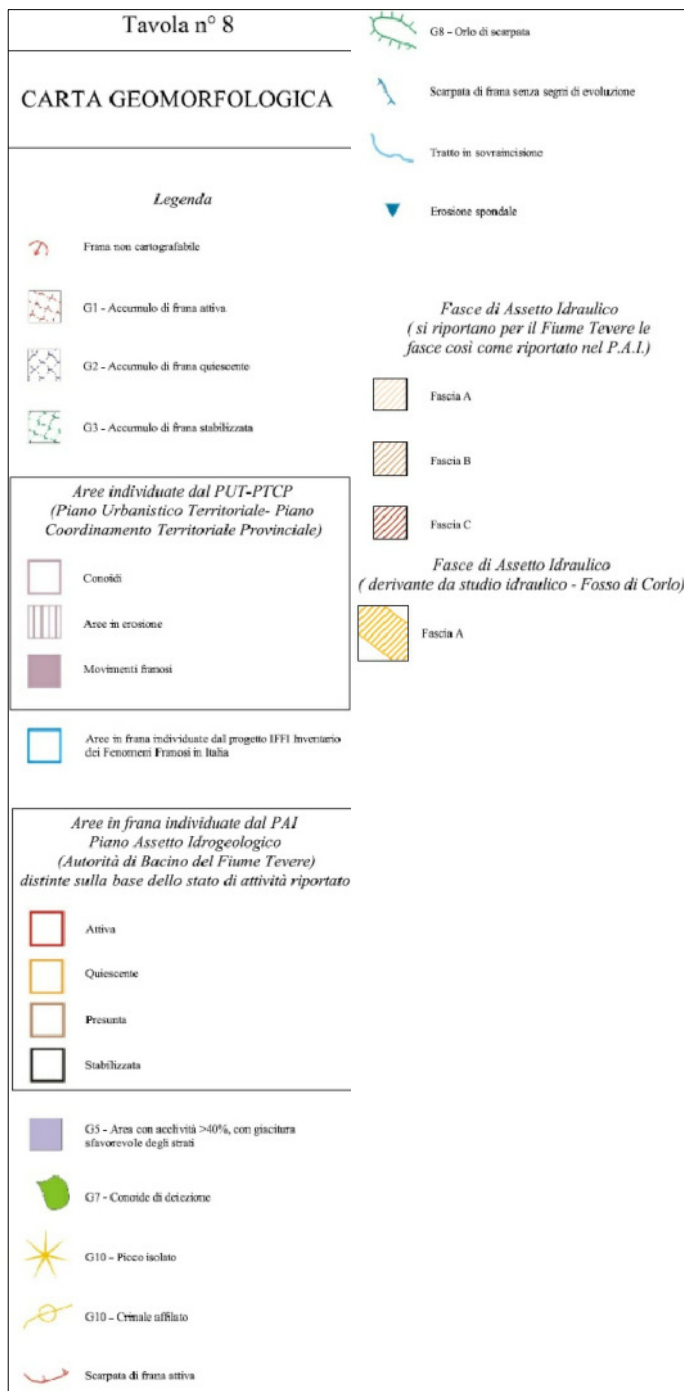 Tavola n° 8
CARTA GEOMORFOLOGICA
Legenda
Frana non cartografabile
G1 - Accumulo di frana attiva
G2 - Accumulo di frana quiescente
G3 - Accumulo di frana stabilizzata
Aree individuate dal PUT-PTCP
(Piano Urbanistico Territoriale- Piano
Coordinamento Territoriale Provinciale)
Conoidi
Aree in erosione
Movimenti franosi
Aree in frana individuate dal progetto IFFI Inventario
dei Fenomeni Franosi in Italia
Aree in frana individuate dal PAI
Piano Assetto Idrogeologico
(Autorità di Bacino del Fiume Tevere)
distinte sulla base dello stato di attività riportato
Attiva
Quiescente
Presunta
Stabilizzata
G5 - Area con acclività >40%, con giacitura
sfavorevole degli strati
G7 - Conoide di deiezione
G10 - Picco isolato
G10 - Crinale affilato
Scarpata di frana attiva
G8 - Orlo di scarpata
Scarpata di frana senza segni di evoluzione
Tratto in sovraincisione
Erosione spondale
Fasce di Assetto Idraulico
( si riportano per il Fiume Tevere le
fasce così come riportato nel P.A.I.)
Fascia A
Fascia B
Fascia C
Fasce di Assetto Idraulico
( derivante da studio idraulico - Fosso di Corlo)
Fascia A